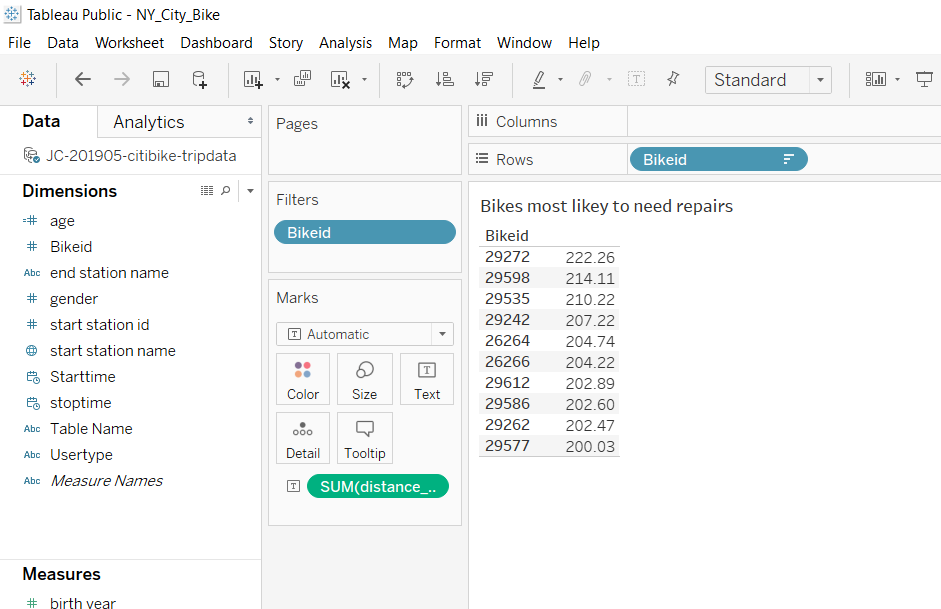 Tableau Public - NY_City_Bike
File Data Worksheet Dashboard Story Analysis Map Format Window Help
Standard
Data Analytics
JC-201905-citibike-tripdata
Dimensions
age
Bikeid
Abc end station name
gender
start station id
start station name
Starttime
stoptime
Abc Table Name
Abc Usertype
Abc Measure Names
Measures
birth year
Pages
Filters
Bikeid
Marks
T Automatic
Color Size T Text
Detail Tooltip
T SUM(distance_..
Columns
Rows Bikeid
Bikes most likey to need repairs
Bikeid
29272 222.26
29598 214.11
29535 210.22
29242 207.22
26264 204.74
26266 204.22
29612 202.89
29586 202.60
29262 202.47
29577 200.03